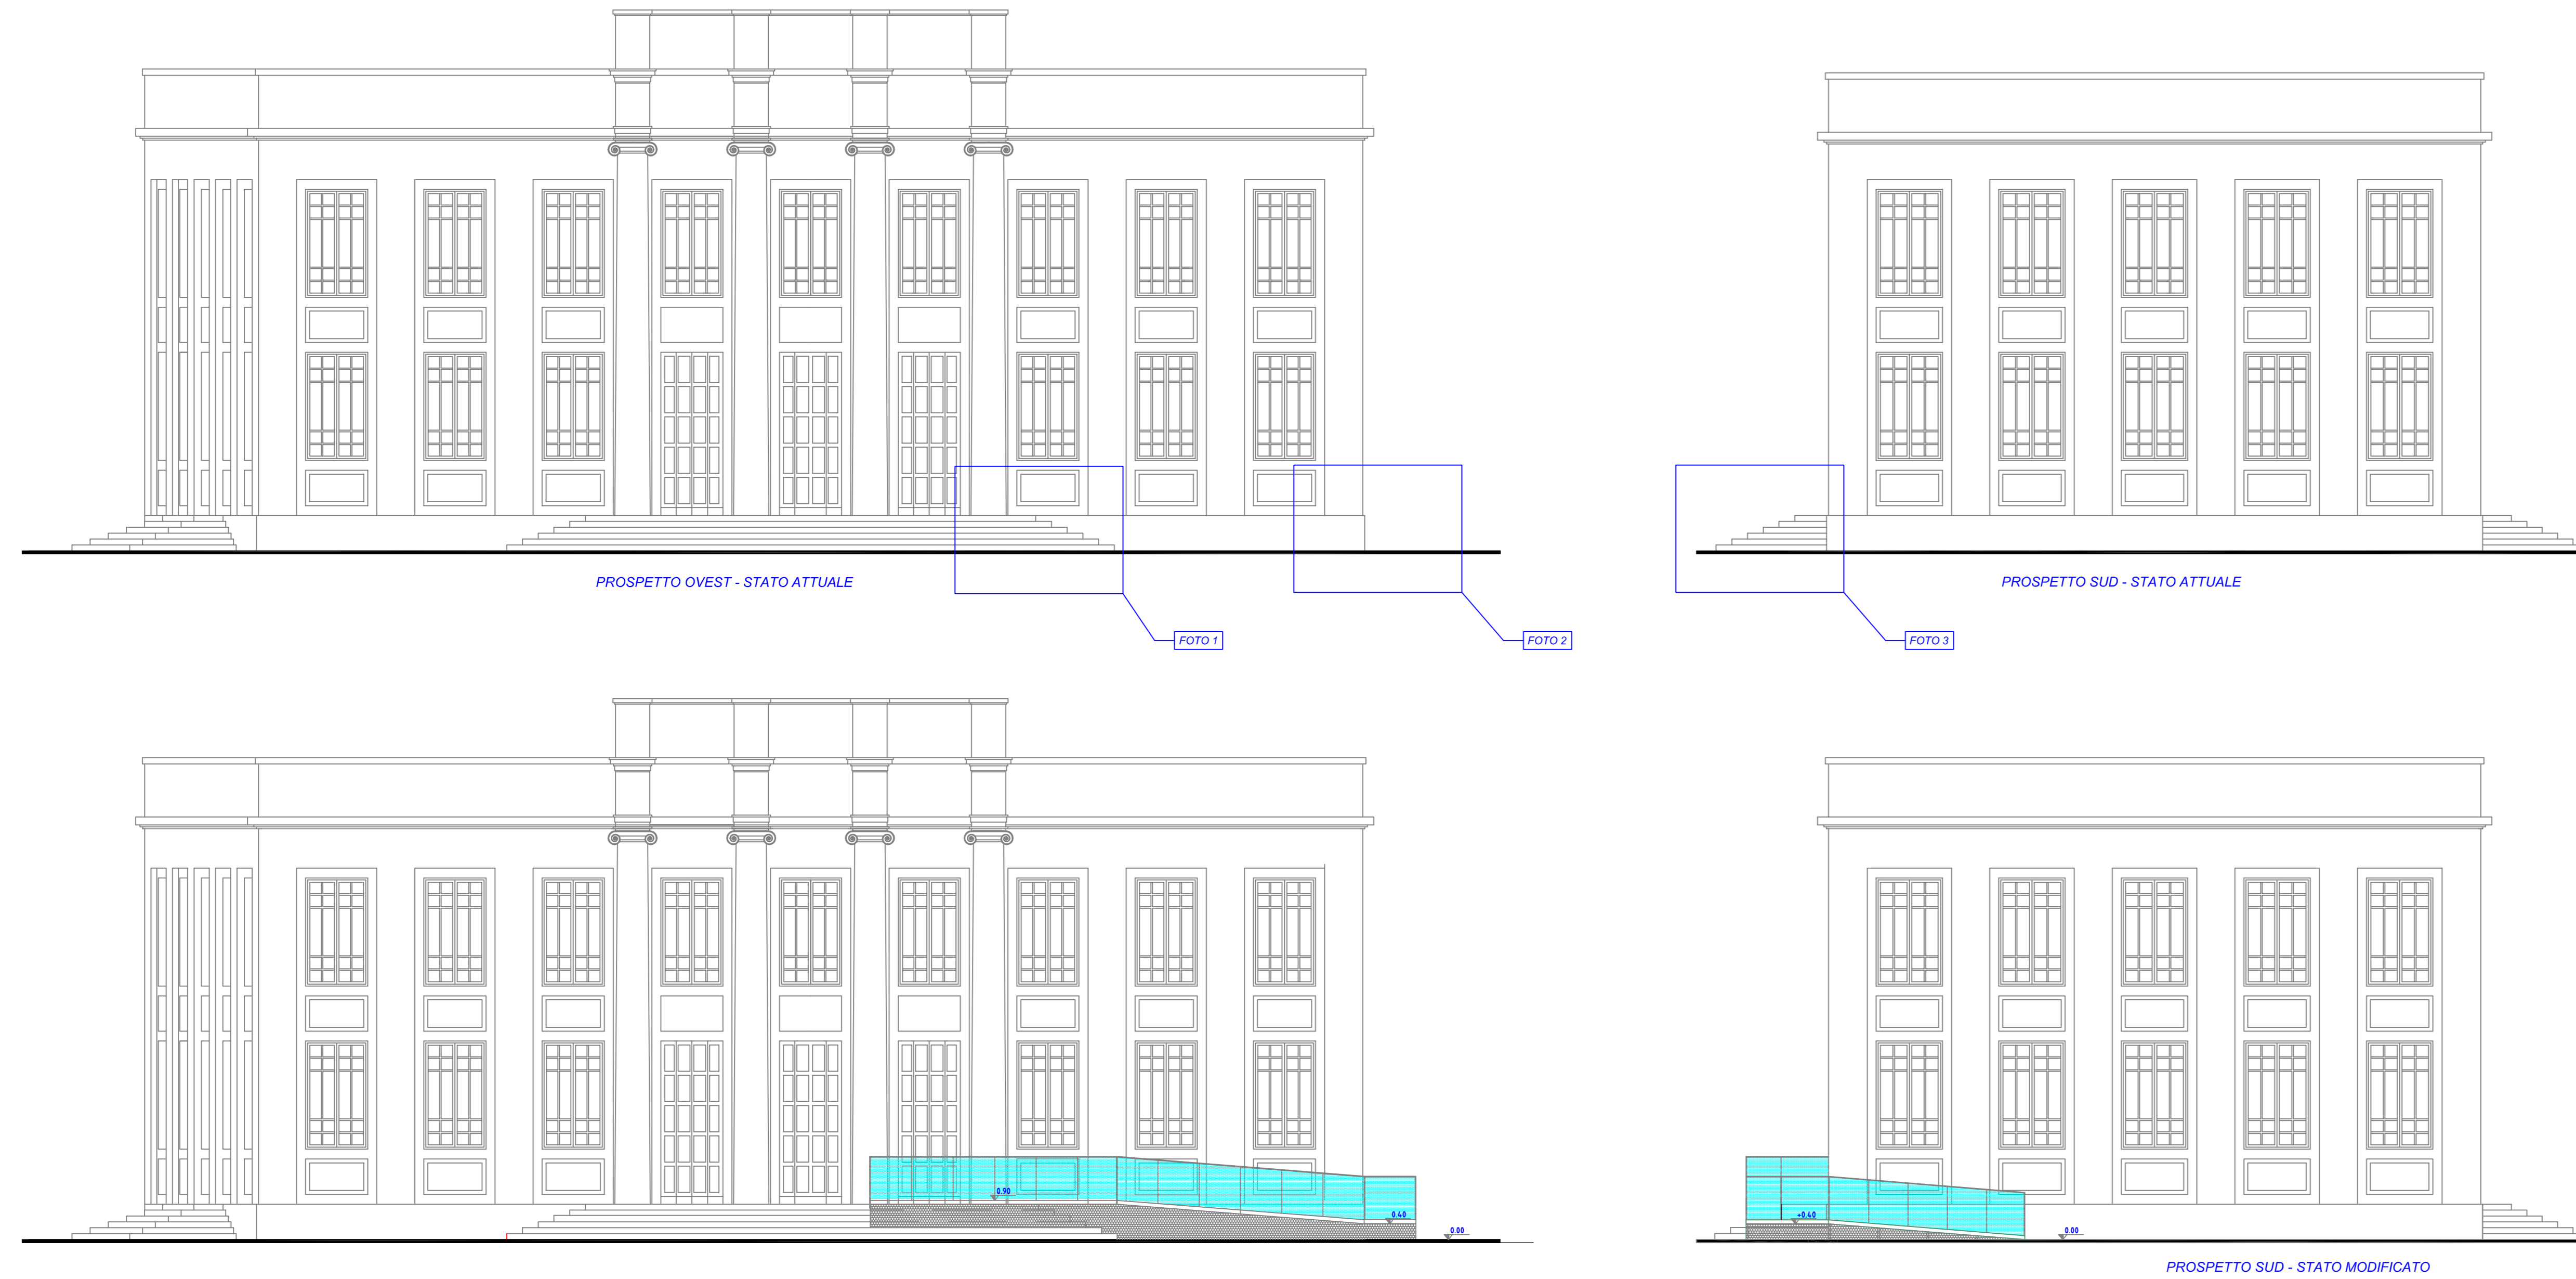 PROSPETTO OVEST - STATO ATTUALE
PROSPETTO SUD - STATO ATTUALE
FOTO 1
FOTO 2
FOTO 3
0.90
0.40
0.00
+0.40
0.00
PROSPETTO SUD - STATO MODIFICATO